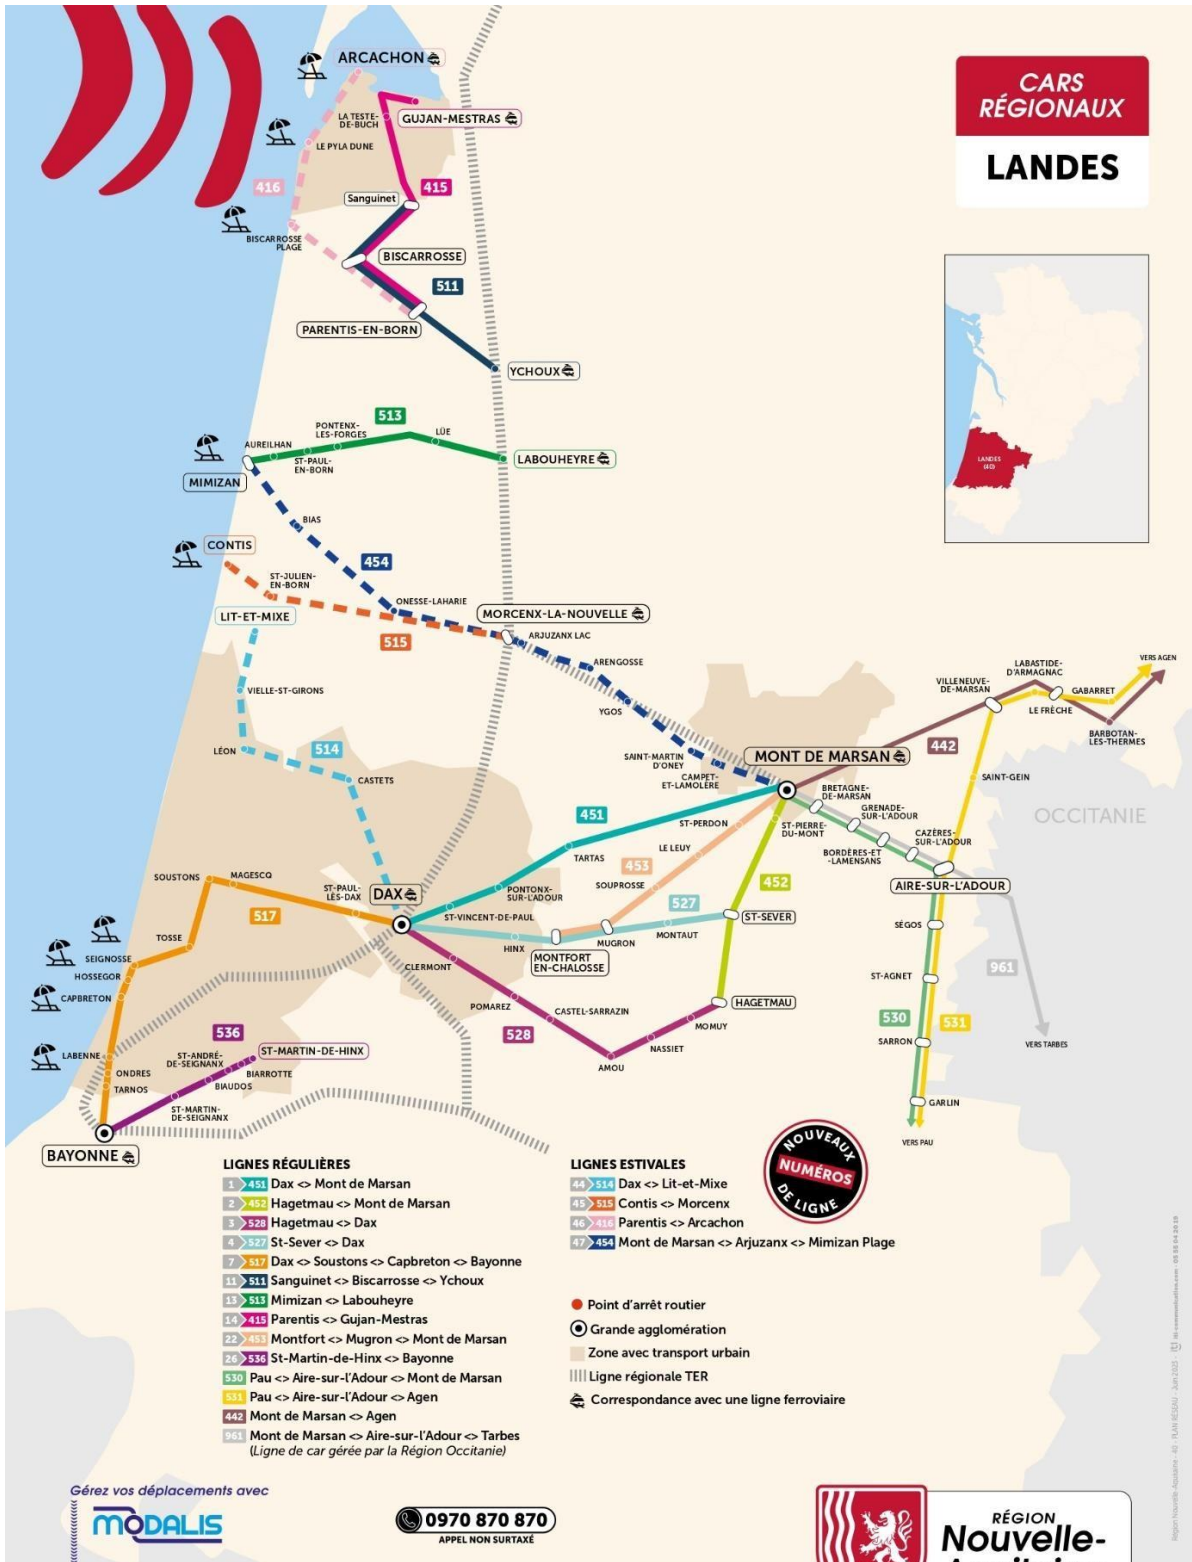 CARS
RÉGIONAUX
LANDES
ARCACHON
LA TESTE-
DE-BUCH
GUJAN-MESTRAS
LE PYLA DUNE
416
415
Sanguinet
BISCARROSSE
PLAGE
BISCARROSSE
511
PARENTIS-EN-BORN
YCHOUX
LANDES
(40)
513
PONTENX-
LES-FORGES
LÜE
AUREILHAN
ST-PAUL
EN-BORN
LABOUHEYRE
MIMIZAN
BIAS
CONTIS
454
ST-JULIEN-
EN-BORN
ONESSE-LAHARIE
LIT-ET-MIXE
515
MORCENX-LA-NOUVELLE
ARJUZANX LAC
ARENGOSSE
VIELLE-ST-GIRONS
YGOS
LÉON
514
CASTETS
SAINT-MARTIN
D'ONEY
CAMPET-
ET-LAMOLÈRE
MONT DE MARSAN
442
VILLENEUVE-
DE-MARSAN
LABASTIDE-
D'ARMAGNAC
VERS AGEN
GABARRET
LE FRÊCHE
BARBOTAN-
LES-THERMES
SAINT-GEIN
OCCITANIE
BRETAGNE-
DE-MARSAN
GRENADE-
SUR-L'ADOUR
CAZÈRES-
SUR-L'ADOUR
ST-PIERRE-
DU-MONT
BORDÈRES-ET
-LAMENSANS
AIRE-SUR-L'ADOUR
451
ST-PERDON
TARTAS
LE LEUY
453
SOUPROSSE
452
SOUSTONS
MAGESCQ
ST-PAUL-
LÈS-DAX
DAX
PONTONX-
SUR-L'ADOUR
ST-VINCENT-DE-PAUL
517
527
ST-SEVER
TOSSE
HINX
MONTFORT
EN-CHALOSSE
MUGRON
MONTAUT
SÉGOS
SEIGNOSSE
HOSSEGOR
CAPBRETON
CLERMONT
POMAREZ
CASTEL-SARRAZIN
HAGETMAU
MOMUY
NASSIET
AMOU
528
ST-AGNET
961
530
531
SARRON
VERS TARBES
GARLIN
VERS PAU
LABENNE
ONDRES
TARNOS
536
ST-ANDRÉ-
DE-SEIGNANX
ST-MARTIN-DE-HINX
BIARROTTE
BIAUDOS
ST-MARTIN-
DE-SEIGNANX
BAYONNE
LIGNES RÉGULIÈRES
1 451 Dax <> Mont de Marsan
2 452 Hagetmau <> Mont de Marsan
3 528 Hagetmau <> Dax
4 527 St-Sever <> Dax
7 517 Dax <> Soustons <> Capbreton <> Bayonne
11 511 Sanguinet <> Biscarrosse <> Ychoux
13 513 Mimizan <> Labouheyre
14 415 Parentis <> Gujan-Mestras
22 453 Montfort <> Mugron <> Mont de Marsan
26 536 St-Martin-de-Hinx <> Bayonne
530 Pau <> Aire-sur-l'Adour <> Mont de Marsan
531 Pau <> Aire-sur-l'Adour <> Agen
442 Mont de Marsan <> Agen
961 Mont de Marsan <> Aire-sur-l'Adour <> Tarbes
(Ligne de car gérée par la Région Occitanie)
LIGNES ESTIVALES
44 514 Dax <> Lit-et-Mixe
45 515 Contis <> Morcenx
46 416 Parentis <> Arcachon
47 454 Mont de Marsan <> Arjuzanx <> Mimizan Plage
NOUVEAUX
NUMÉROS
DE LIGNE
Point d'arrêt routier
Grande agglomération
Zone avec transport urbain
Ligne régionale TER
Correspondance avec une ligne ferroviaire
Gérez vos déplacements avec
MODALIS
0970 870 870
APPEL NON SURTAXÉ
RÉGION
Nouvelle-